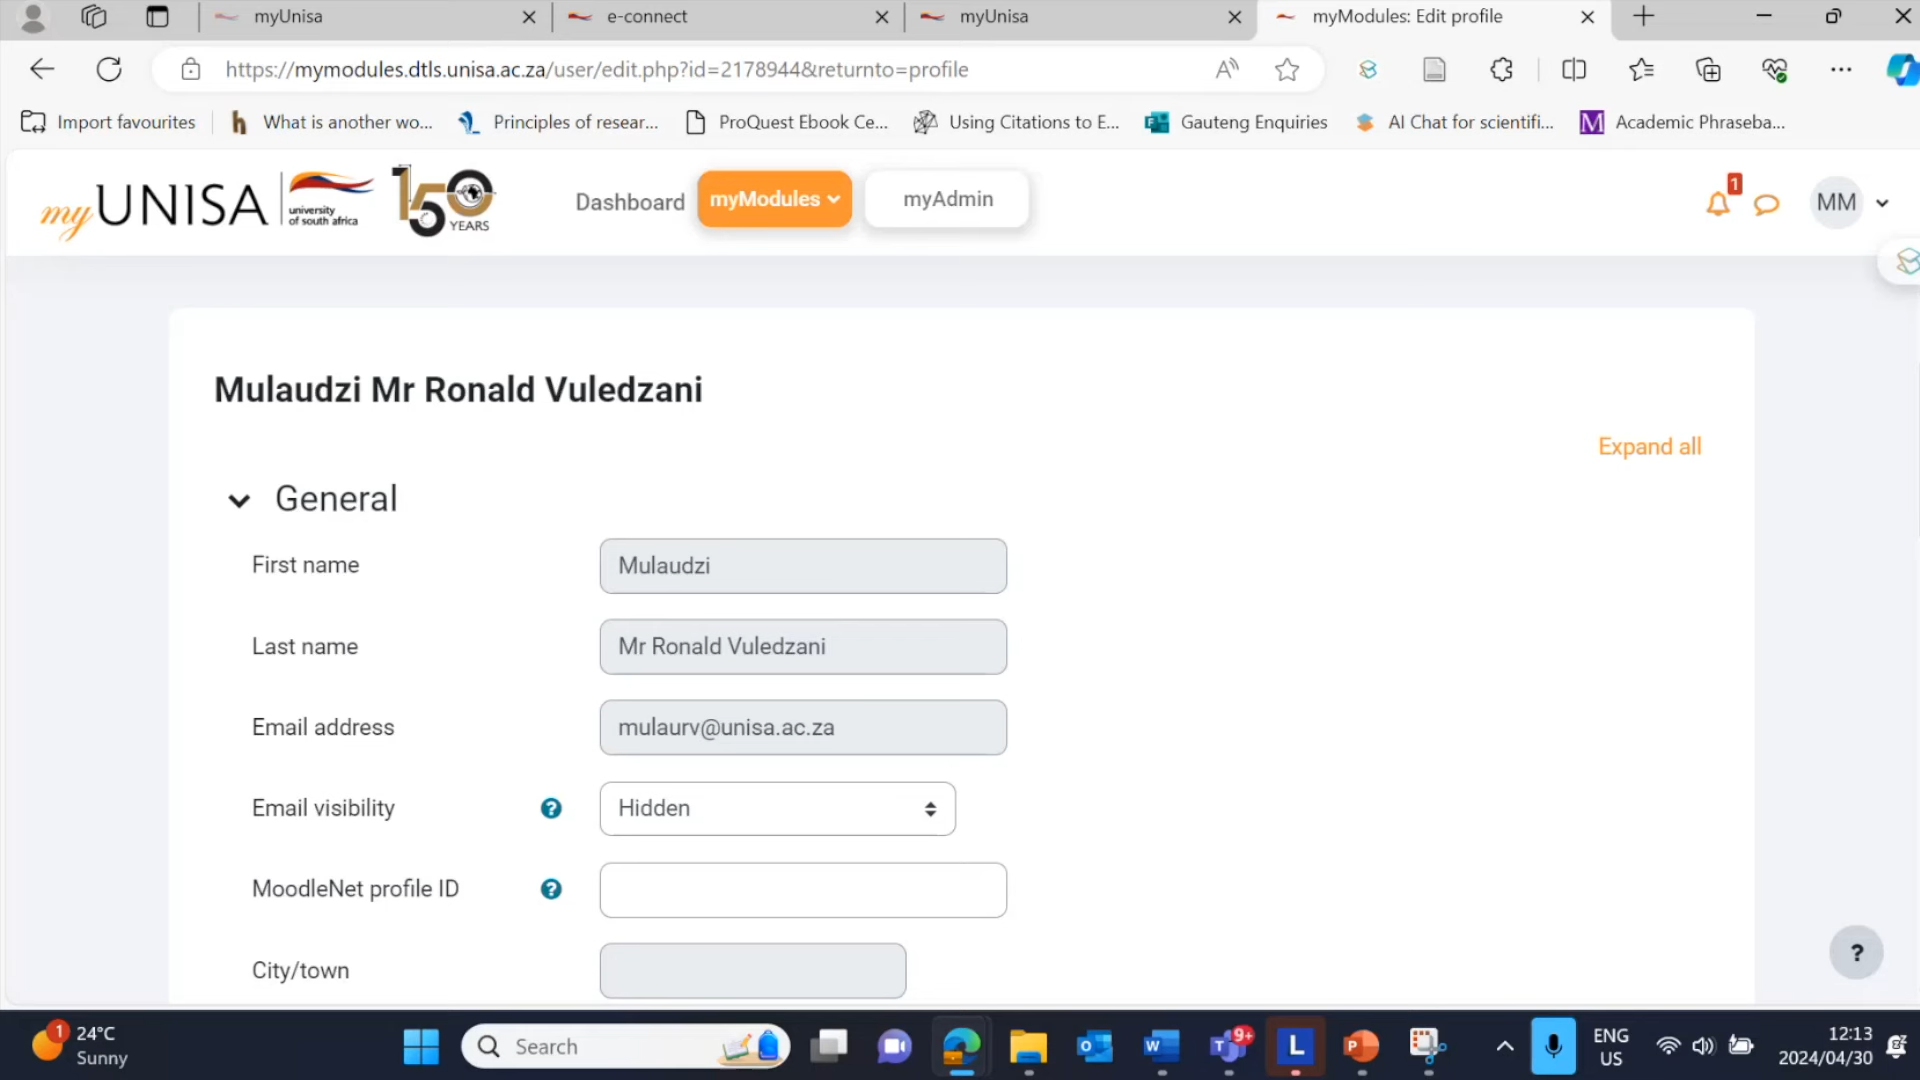 myUnisa
e-connect
myUnisa
myModules: Edit profile
https://mymodules.dtls.unisa.ac.za/user/edit.php?id=2178944&returnto=profile
Import favourites
What is another wo...
Principles of resear...
ProQuest Ebook Ce...
Using Citations to E...
Gauteng Enquiries
AI Chat for scientifi...
M Academic Phraseba...
myUNISA university
of south africa
150
YEARS
Dashboard
myModules
myAdmin
1
MM
Mulaudzi Mr Ronald Vuledzani
Expand all
General
First name
Mulaudzi
Last name
Mr Ronald Vuledzani
Email address
mulaurv@unisa.ac.za
Email visibility
?
Hidden
MoodleNet profile ID
?
City/town
?
1
24°C
Sunny
Search
W
T
9+
L
P
ENG
US
12:13
2024/04/30